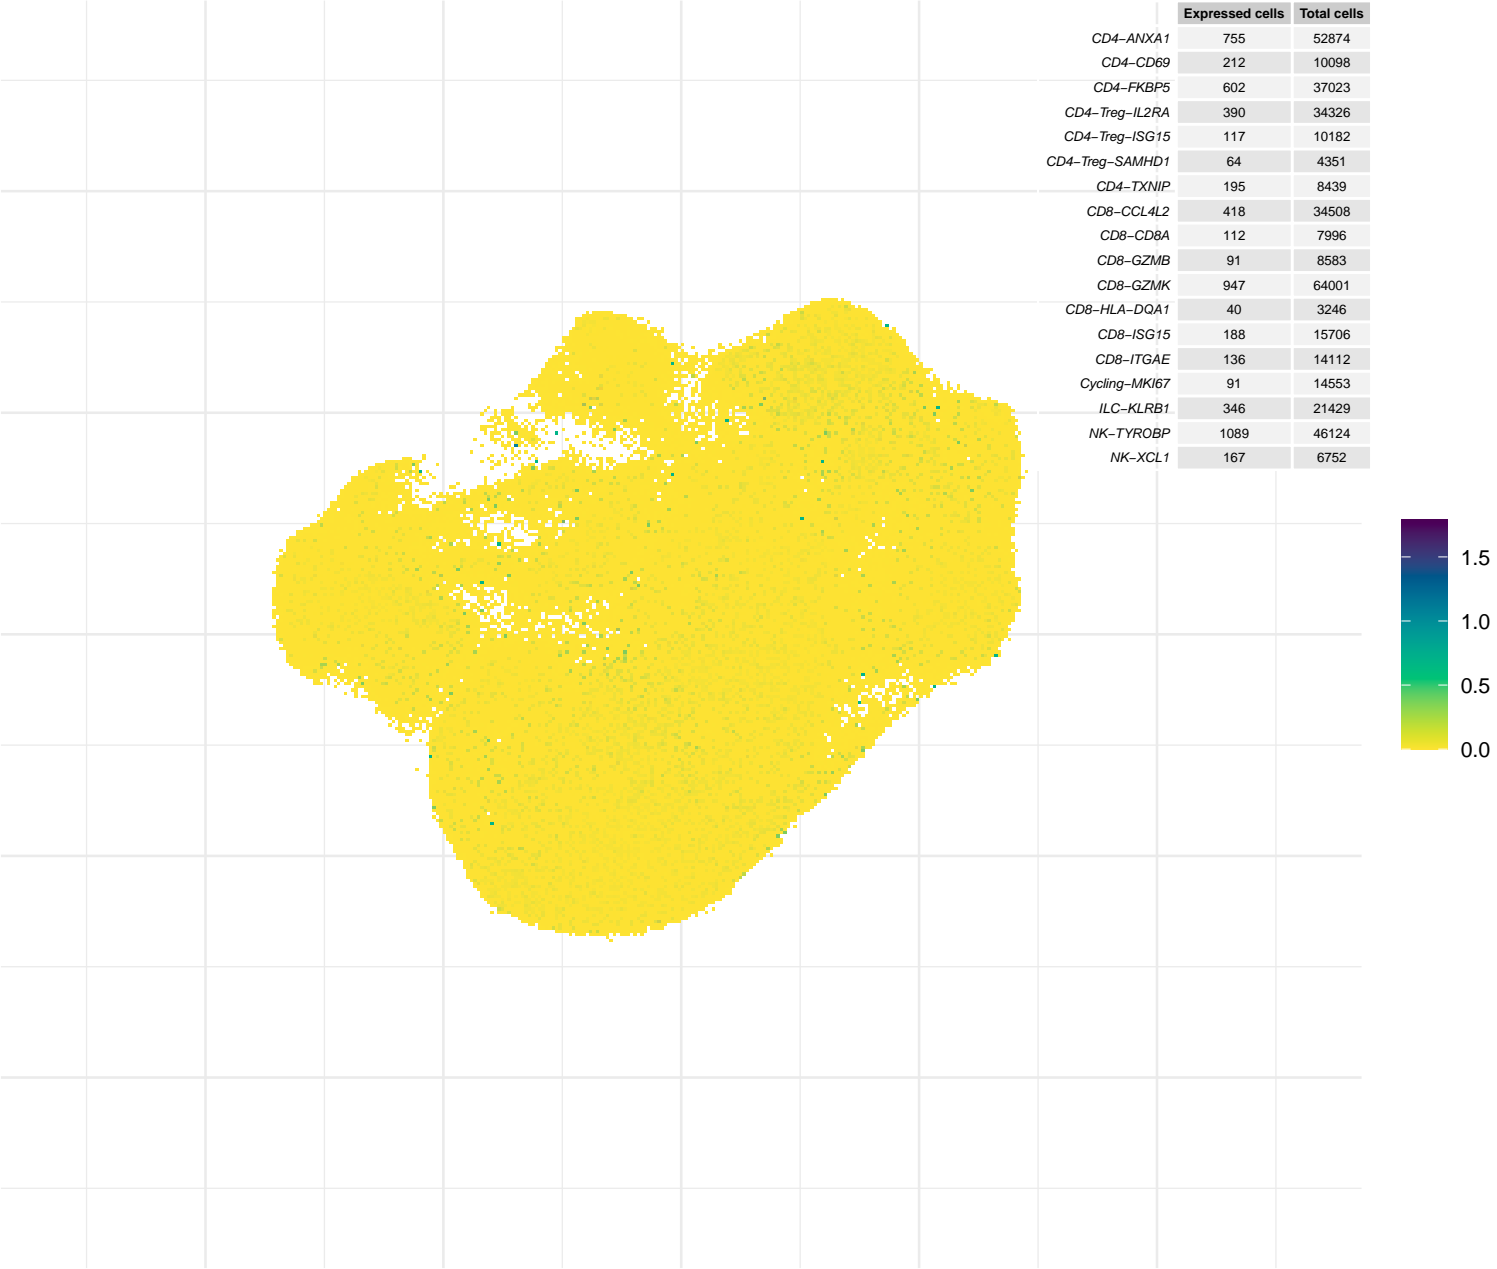 Expressed cells Total cells
CD4−ANXA1 755 52874
CD4−CD69 212 10098
CD4−FKBP5 602 37023
CD4−Treg−IL2RA 390 34326
CD4−Treg−ISG15 117 10182
CD4−Treg−SAMHD1 64 4351
CD4−TXNIP 195 8439
CD8−CCL4L2 418 34508
CD8−CD8A 112 7996
CD8−GZMB 91 8583
CD8−GZMK 947 64001
CD8−HLA−DQA1 40 3246
CD8−ISG15 188 15706
CD8−ITGAE 136 14112
Cycling−MKI67 91 14553
ILC−KLRB1 346 21429
NK−TYROBP 1089 46124
NK−XCL1 167 6752
1.5
1.0
0.5
0.0